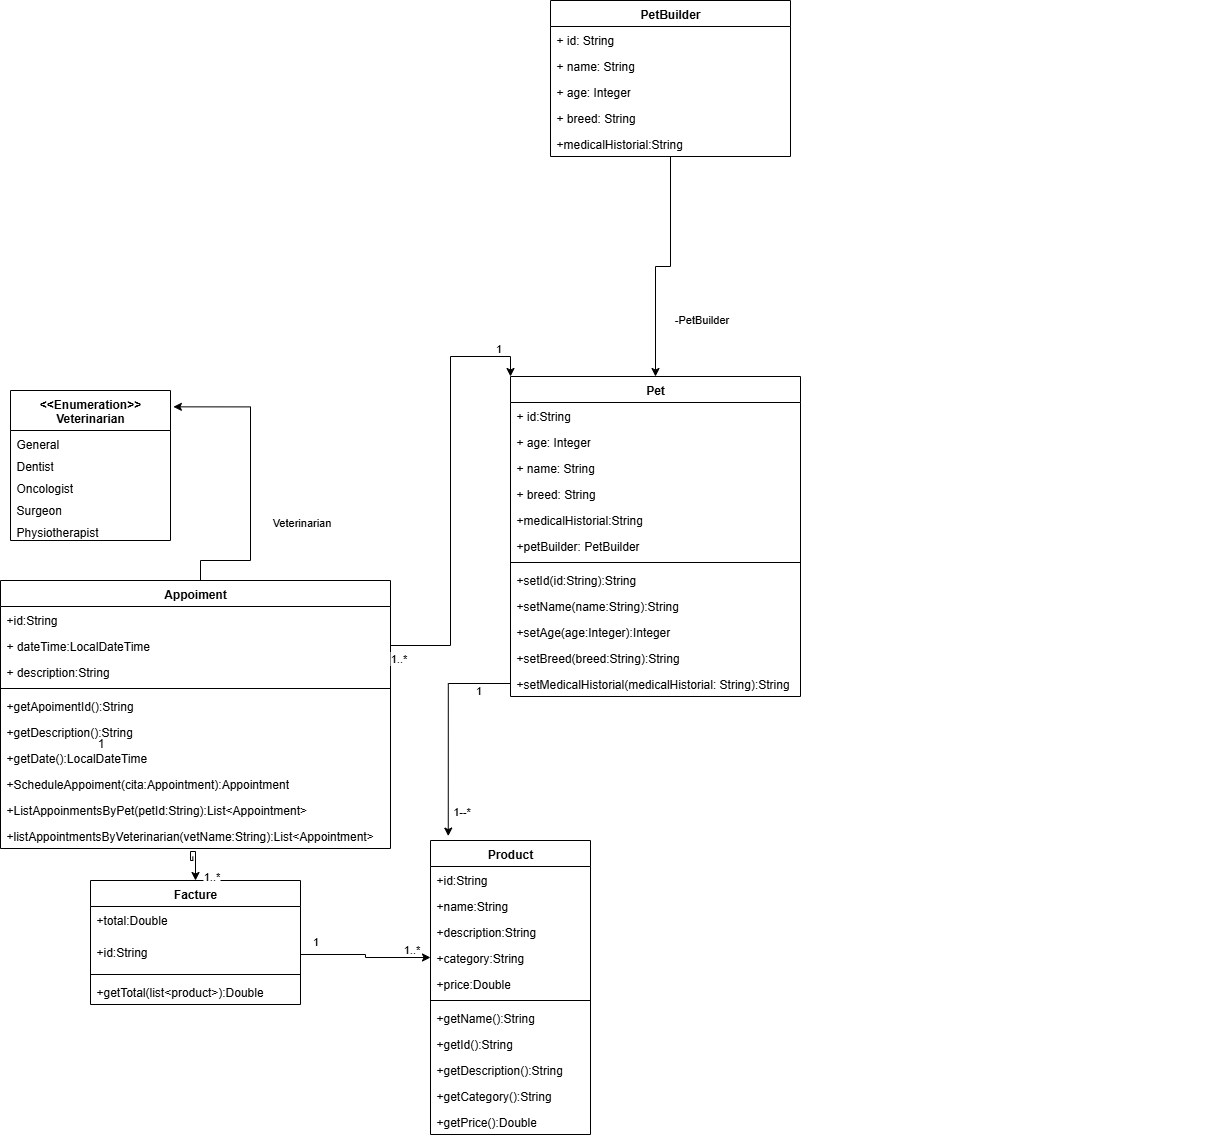 PetBuilder
+ id: String
+ name: String
+ age: Integer
+ breed: String
+medicalHistorial:String
-PetBuilder
1
Pet
+ id:String
+ age: Integer
+ name: String
+ breed: String
+medicalHistorial:String
+petBuilder: PetBuilder
+setId(id:String):String
+setName(name:String):String
+setAge(age:Integer):Integer
+setBreed(breed:String):String
+setMedicalHistorial(medicalHistorial: String):String
<<Enumeration>>
Veterinarian
General
Dentist
Oncologist
Surgeon
Physiotherapist
Veterinarian
Appoiment
+id:String
+ dateTime:LocalDateTime
+ description:String
+getApoimentId():String
+getDescription():String
1
+getDate():LocalDateTime
+ScheduleAppoiment(cita:Appointment):Appointment
+ListAppoinmentsByPet(petId:String):List<Appointment>
+listAppointmentsByVeterinarian(vetName:String):List<Appointment>
1..*
1
1--*
1..*
Facture
+total:Double
+id:String
+getTotal(list<product>):Double
1
1..*
Product
+id:String
+name:String
+description:String
+category:String
+price:Double
+getName():String
+getId():String
+getDescription():String
+getCategory():String
+getPrice():Double